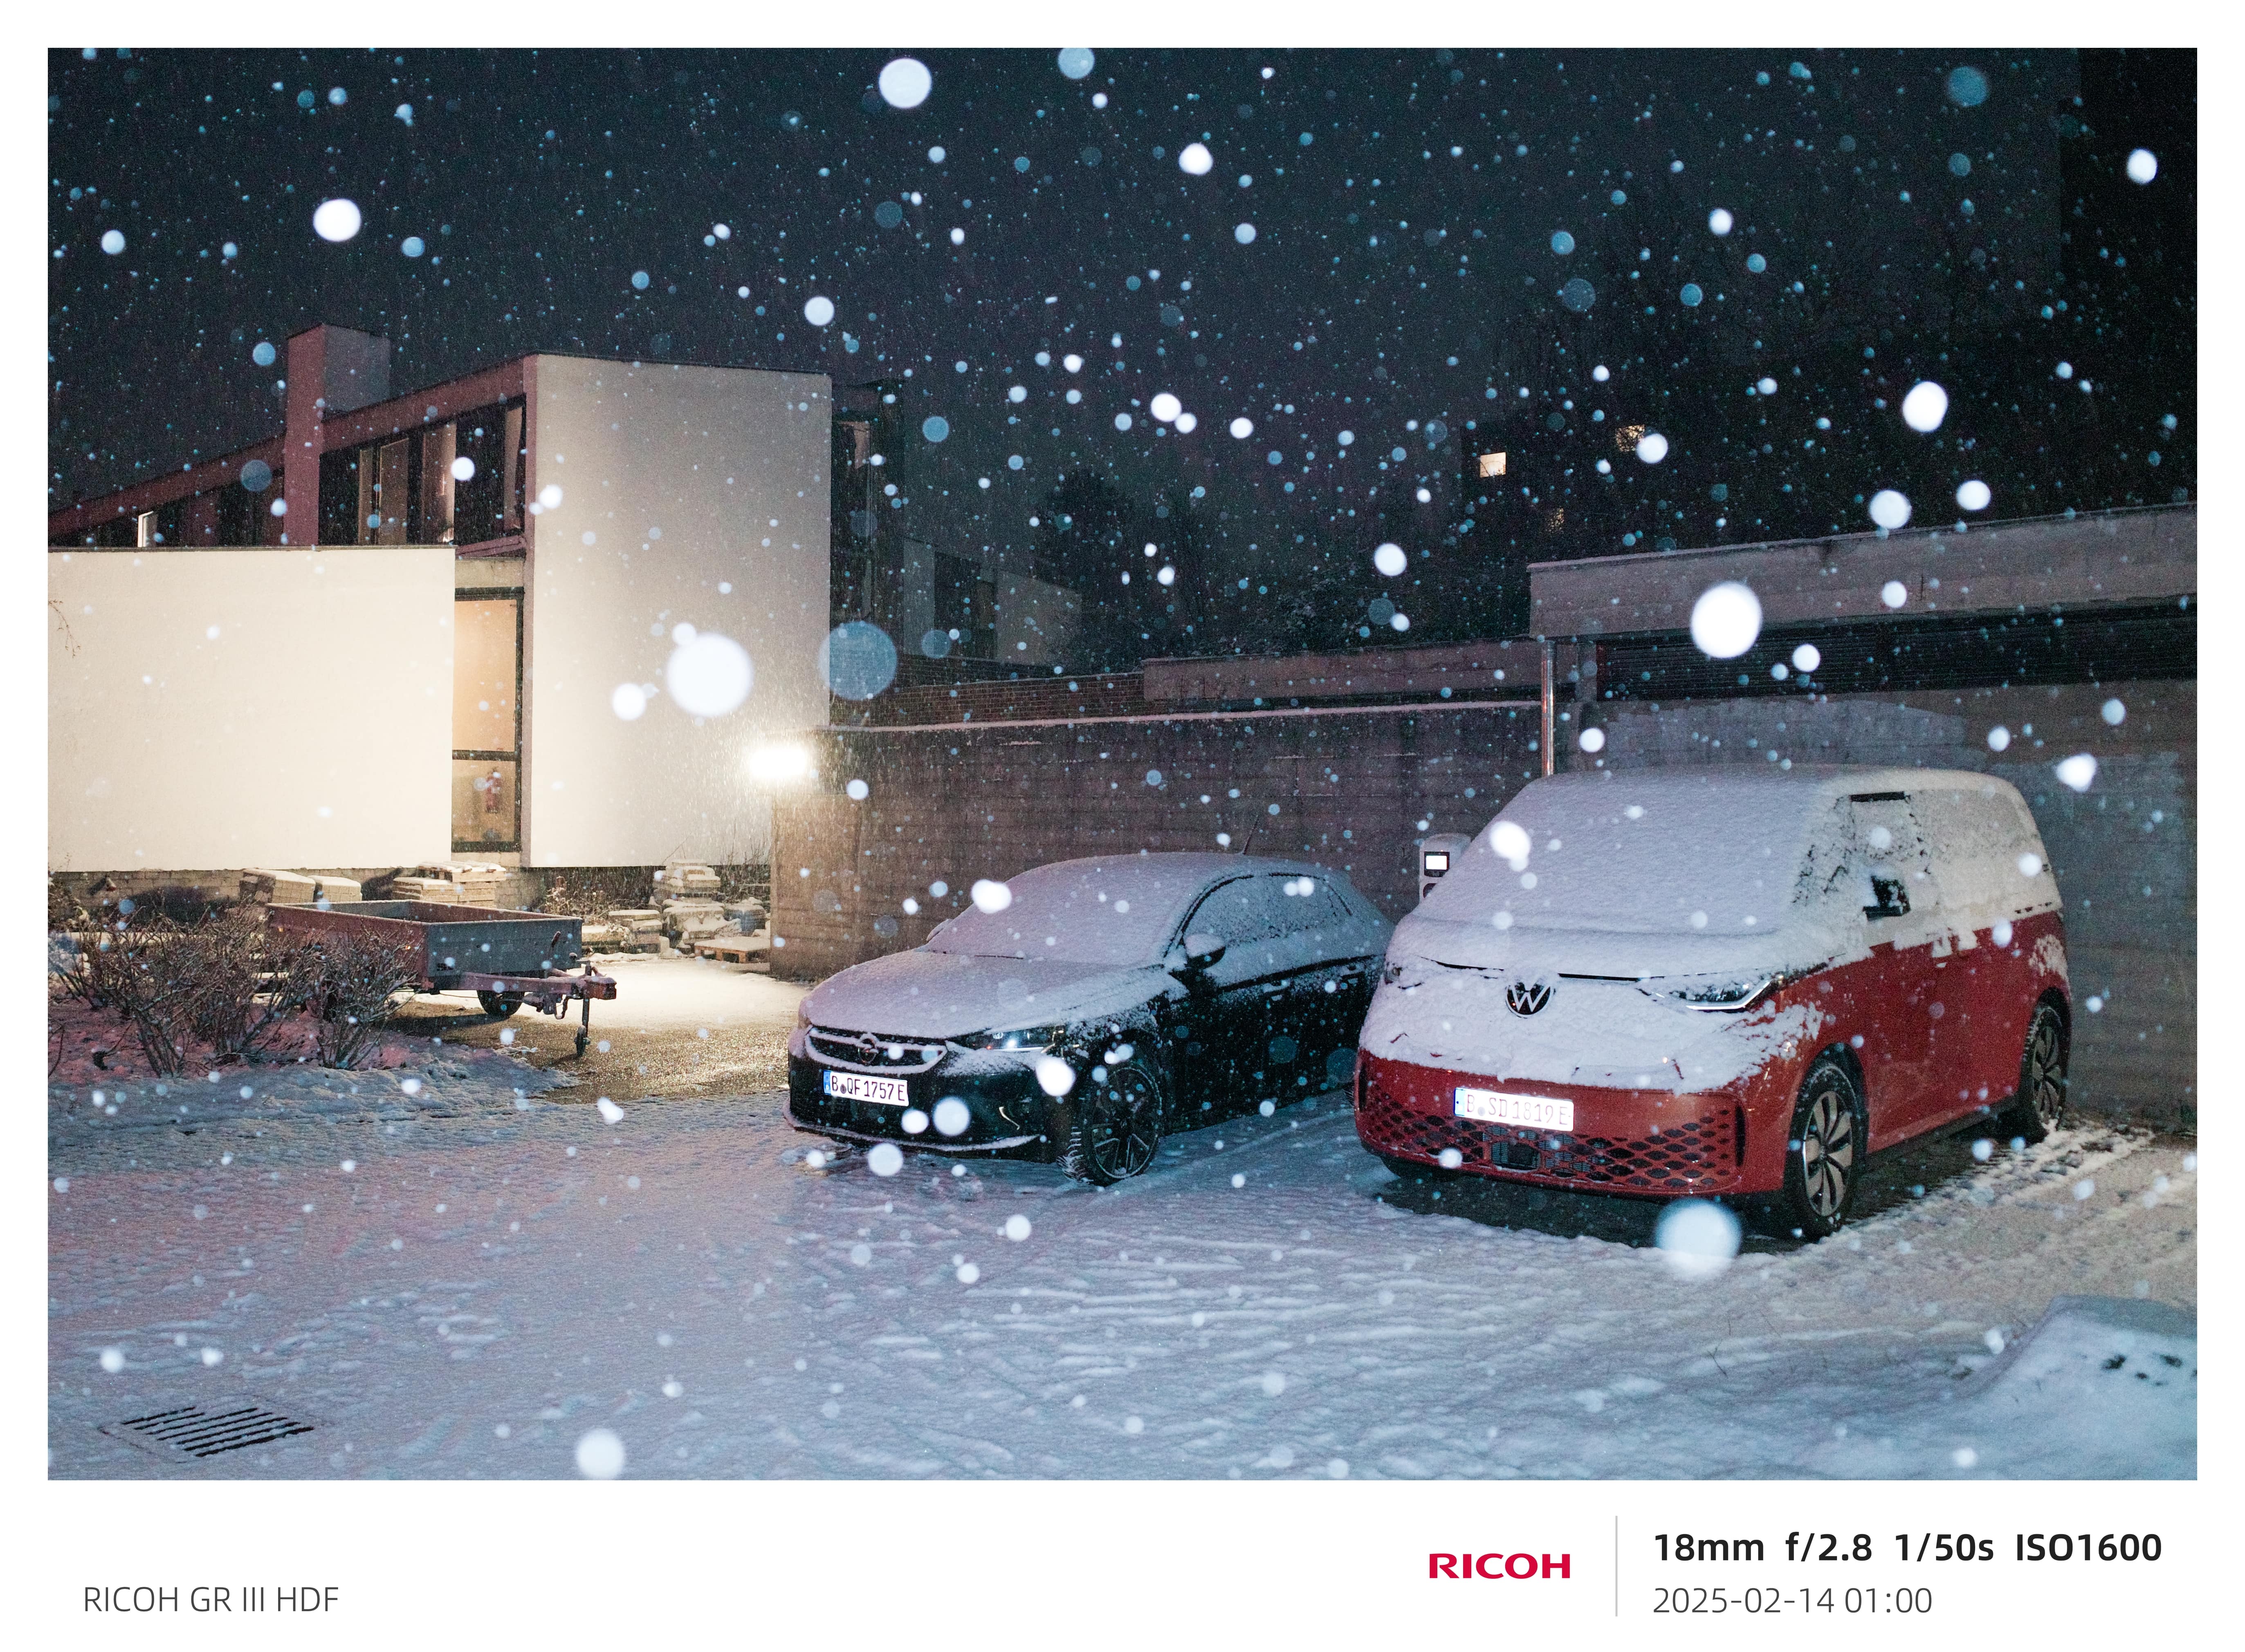 B QF 1757 E
B SD 1819 E
RICOH GR III HDF
RICOH
18mm f/2.8 1/50s ISO1600
2025-02-14 01:00